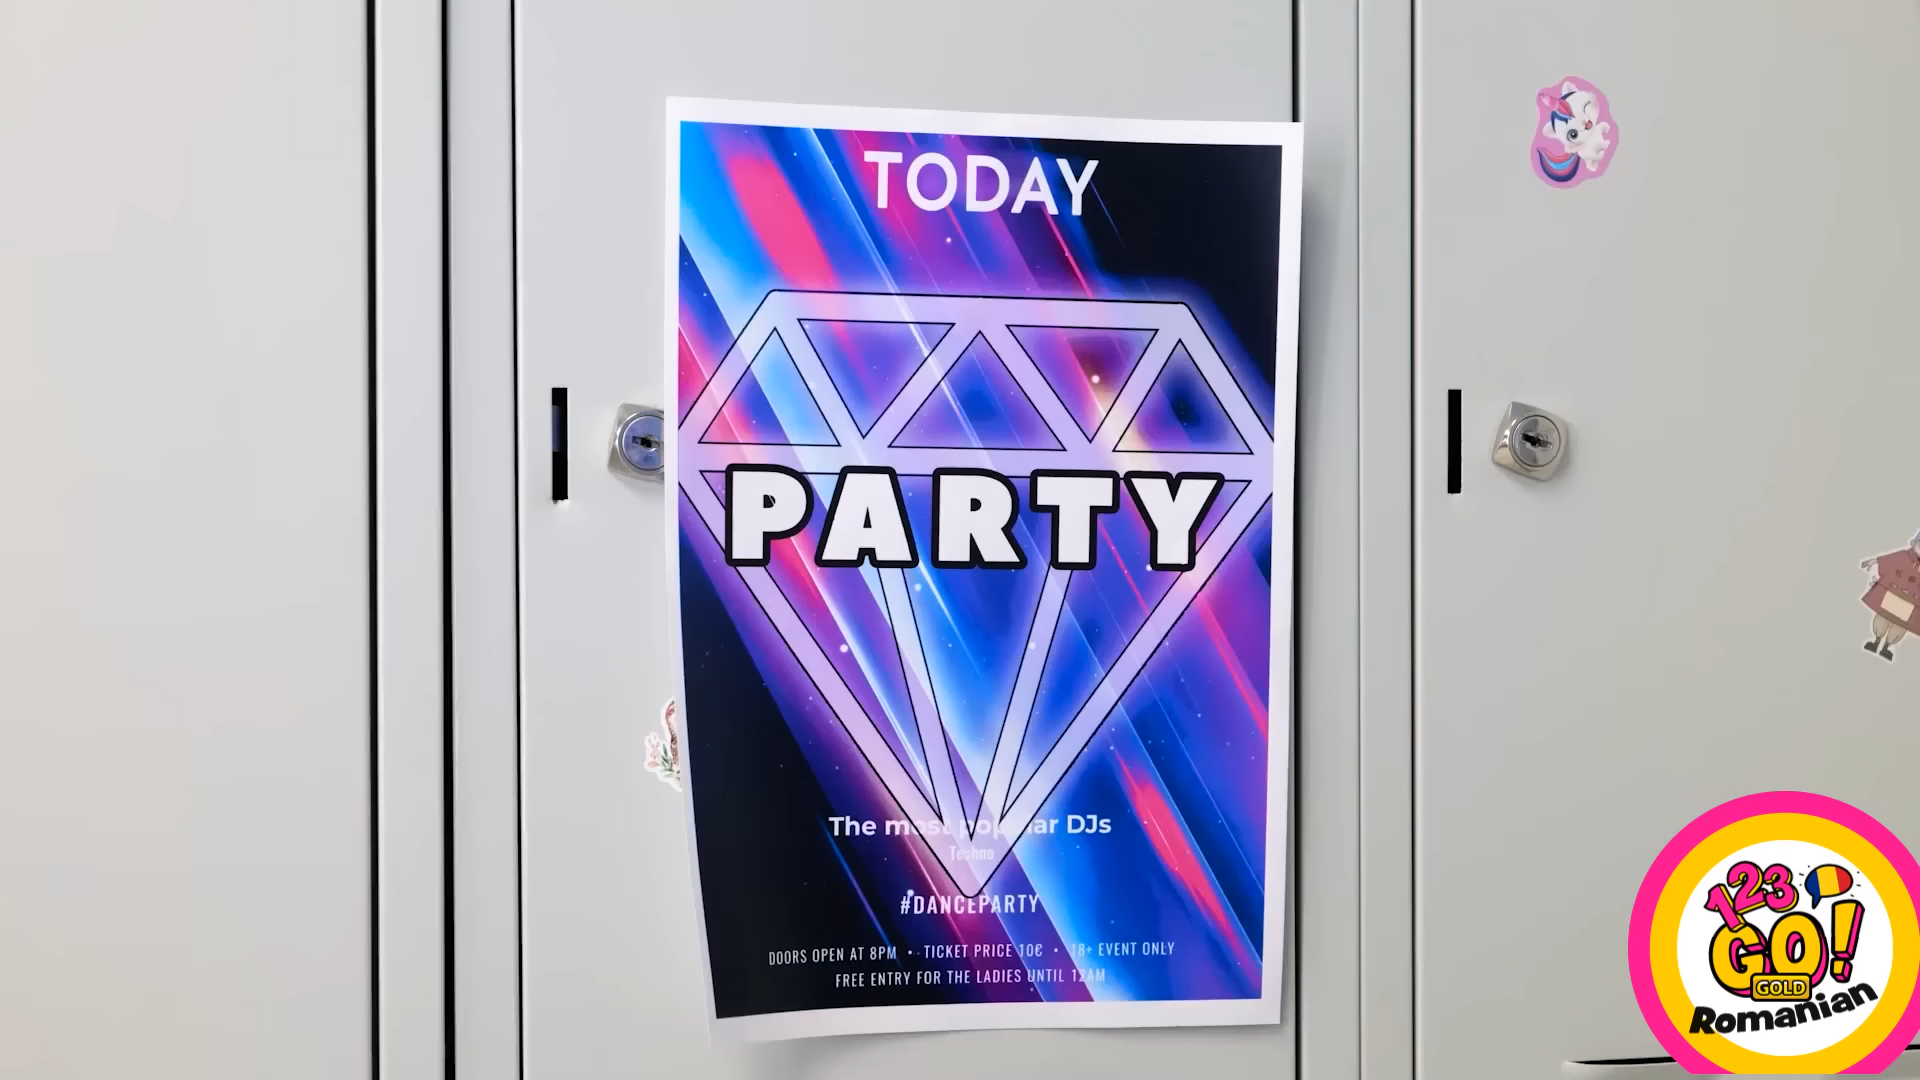 TODAY
PARTY
The most popular DJs
Techno
#DANCEPARTY
DOORS OPEN AT 8PM • TICKET PRICE 10€ • 18+ EVENT ONLY
FREE ENTRY FOR THE LADIES UNTIL 12AM
123
GO!
GOLD
Romanian